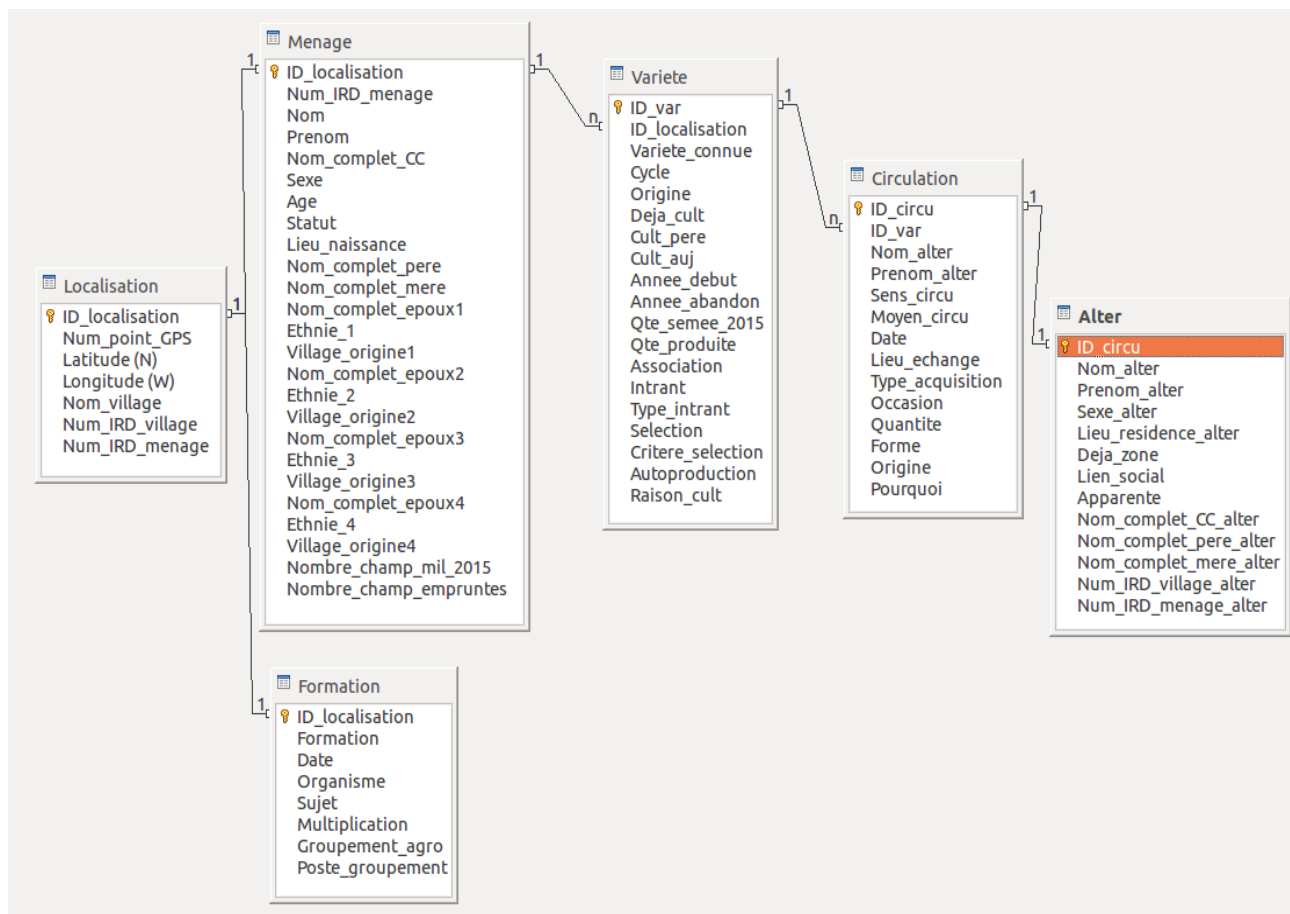 Menage
ID_localisation
Num_IRD_menage
Nom
Prenom
Nom_complet_CC
Sexe
Age
Statut
Lieu_naissance
Nom_complet_pere
Nom_complet_mere
Nom_complet_epoux1
Ethnie_1
Village_origine1
Nom_complet_epoux2
Ethnie_2
Village_origine2
Nom_complet_epoux3
Ethnie_3
Village_origine3
Nom_complet_epoux4
Ethnie_4
Village_origine4
Nombre_champ_mil_2015
Nombre_champ_empruntes
1
1
Variete
ID_var
ID_localisation
Variete_connue
Cycle
Origine
Deja_cult
Cult_pere
Cult_auj
Annee_debut
Annee_abandon
Qte_semee_2015
Qte_produite
Association
Intrant
Type_intrant
Selection
Critere_selection
Autoproduction
Raison_cult
n
1
Circulation
ID_circu
ID_var
Nom_alter
Prenom_alter
Sens_circu
Moyen_circu
Date
Lieu_echange
Type_acquisition
Occasion
Quantite
Forme
Origine
Pourquoi
n
1
Localisation
ID_localisation
Num_point_GPS
Latitude (N)
Longitude (W)
Nom_village
Num_IRD_village
Num_IRD_menage
1
Alter
ID_circu
Nom_alter
Prenom_alter
Sexe_alter
Lieu_residence_alter
Deja_zone
Lien_social
Apparente
Nom_complet_CC_alter
Nom_complet_pere_alter
Nom_complet_mere_alter
Num_IRD_village_alter
Num_IRD_menage_alter
1
Formation
ID_localisation
Formation
Date
Organisme
Sujet
Multiplication
Groupement_agro
Poste_groupement
1